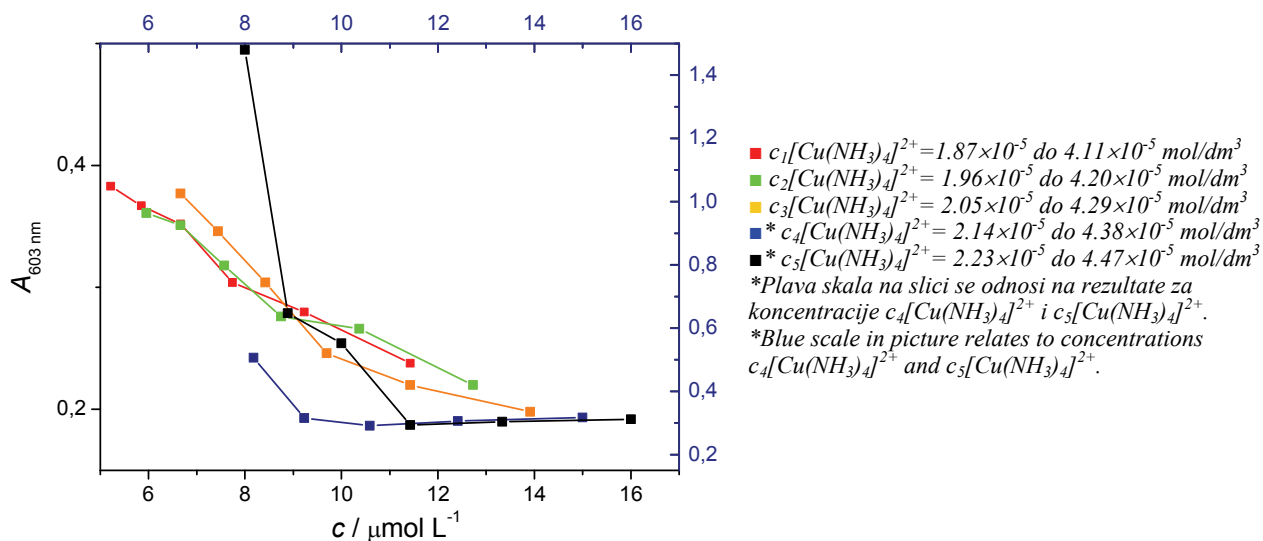 6 8 10 12 14 16
1,4
1,2
1,0
0,8
0,6
0,4
0,2
0,4
0,2
A603 nm
6 8 10 12 14 16
c / μmol L-1
c1[Cu(NH3)4]2+=1.87×10-5 do 4.11×10-5 mol/dm3
c2[Cu(NH3)4]2+= 1.96×10-5 do 4.20×10-5 mol/dm3
c3[Cu(NH3)4]2+= 2.05×10-5 do 4.29×10-5 mol/dm3
* c4[Cu(NH3)4]2+= 2.14×10-5 do 4.38×10-5 mol/dm3
* c5[Cu(NH3)4]2+= 2.23×10-5 do 4.47×10-5 mol/dm3
*Plava skala na slici se odnosi na rezultate za
koncentracije c4[Cu(NH3)4]2+ i c5[Cu(NH3)4]2+.
*Blue scale in picture relates to concentrations
c4[Cu(NH3)4]2+ and c5[Cu(NH3)4]2+.